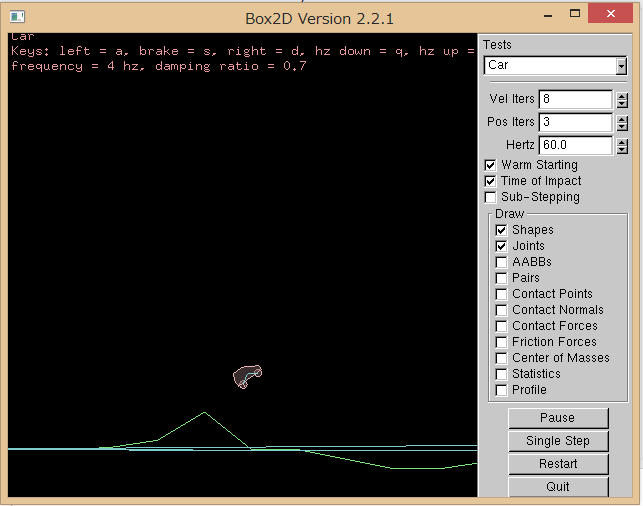 Box2D Version 2.2.1
Car
Keys: left = a, brake = s, right = d, hz down = q, hz up =
frequency = 4 hz, damping ratio = 0.7
Tests
Car
Vel Iters 8
Pos Iters 3
Hertz 60.0
Warm Starting
Time of Impact
Sub-Stepping
Draw
Shapes
Joints
AABBs
Pairs
Contact Points
Contact Normals
Contact Forces
Friction Forces
Center of Masses
Statistics
Profile
Pause
Single Step
Restart
Quit